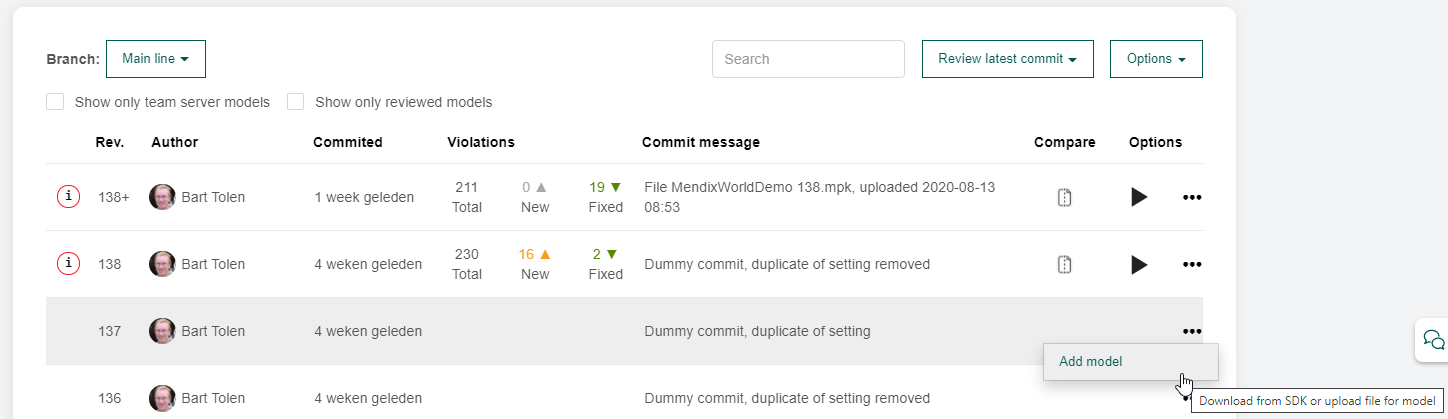 Branch: Main line Search Review latest commit Options
Show only team server models Show only reviewed models
Rev. Author Commited Violations Commit message Compare Options
i 138+ Bart Tolen 1 week geleden 211 Total 0 ▲ New 19 ▼ Fixed File MendixWorldDemo 138.mpk, uploaded 2020-08-13
08:53
i 138 Bart Tolen 4 weken geleden 230 Total 16 ▲ New 2 ▼ Fixed Dummy commit, duplicate of setting removed
137 Bart Tolen 4 weken geleden Dummy commit, duplicate of setting
Add model
136 Bart Tolen 4 weken geleden Dummy commit, duplicate of setting removed
Download from SDK or upload file for model